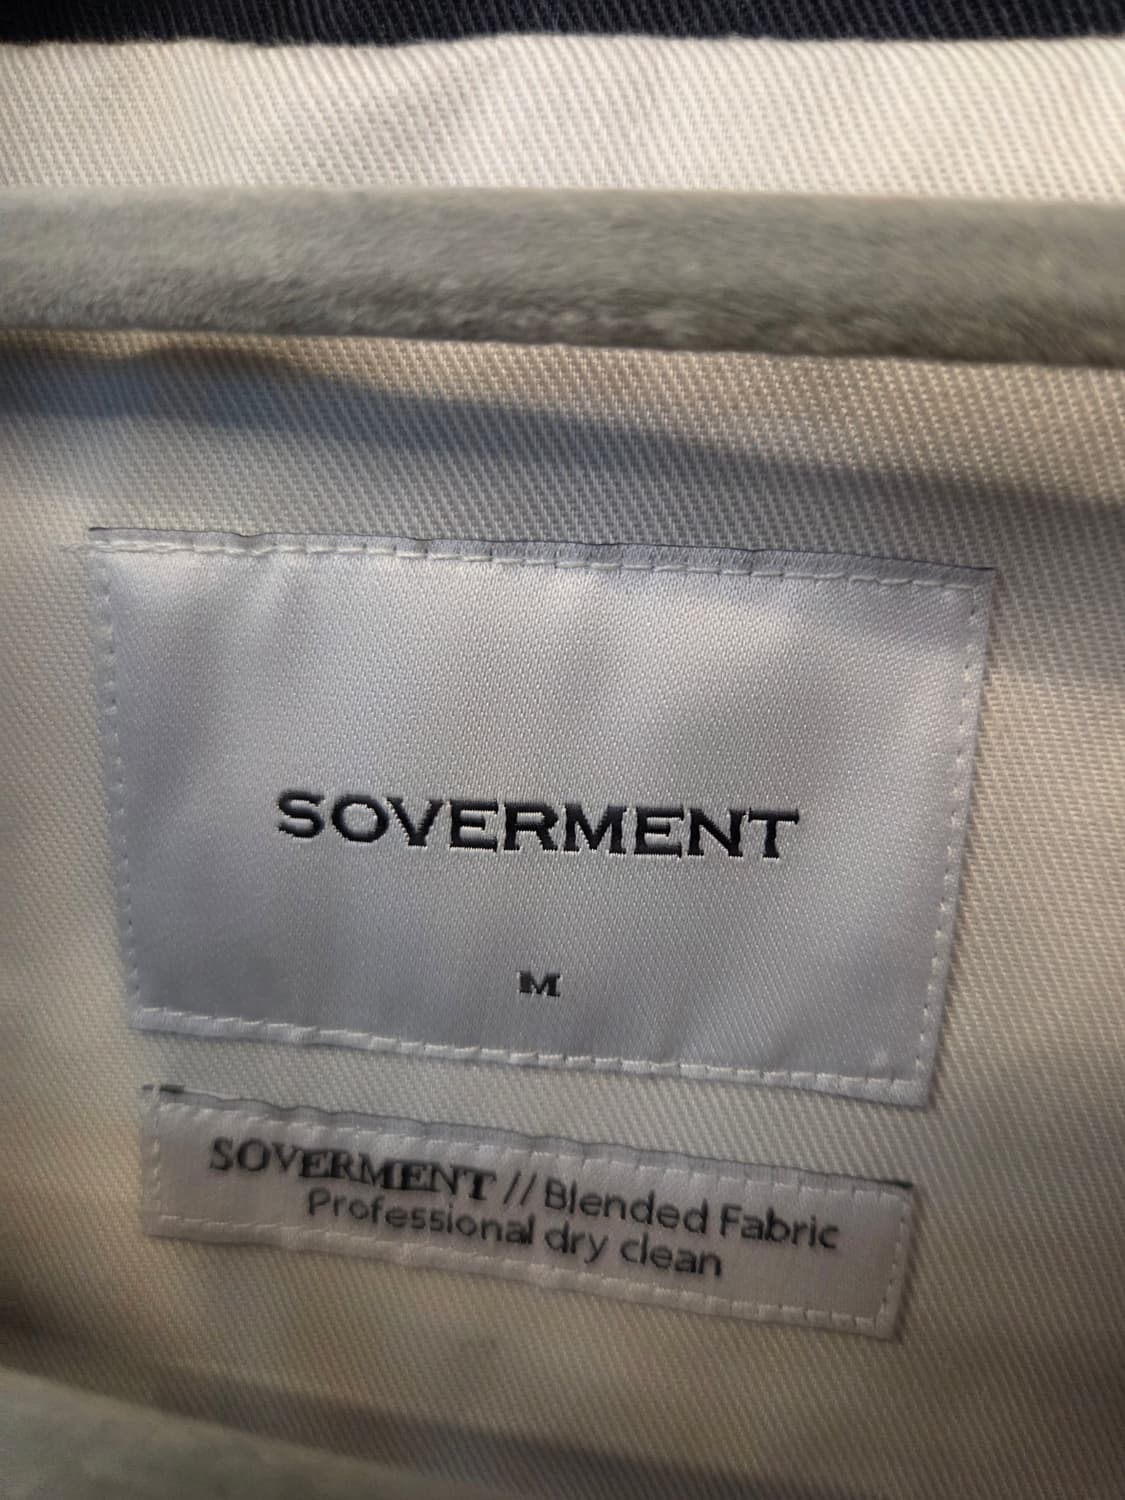 SOVERMENT
M
SOVERMENT // Blended Fabric
Professional dry clean